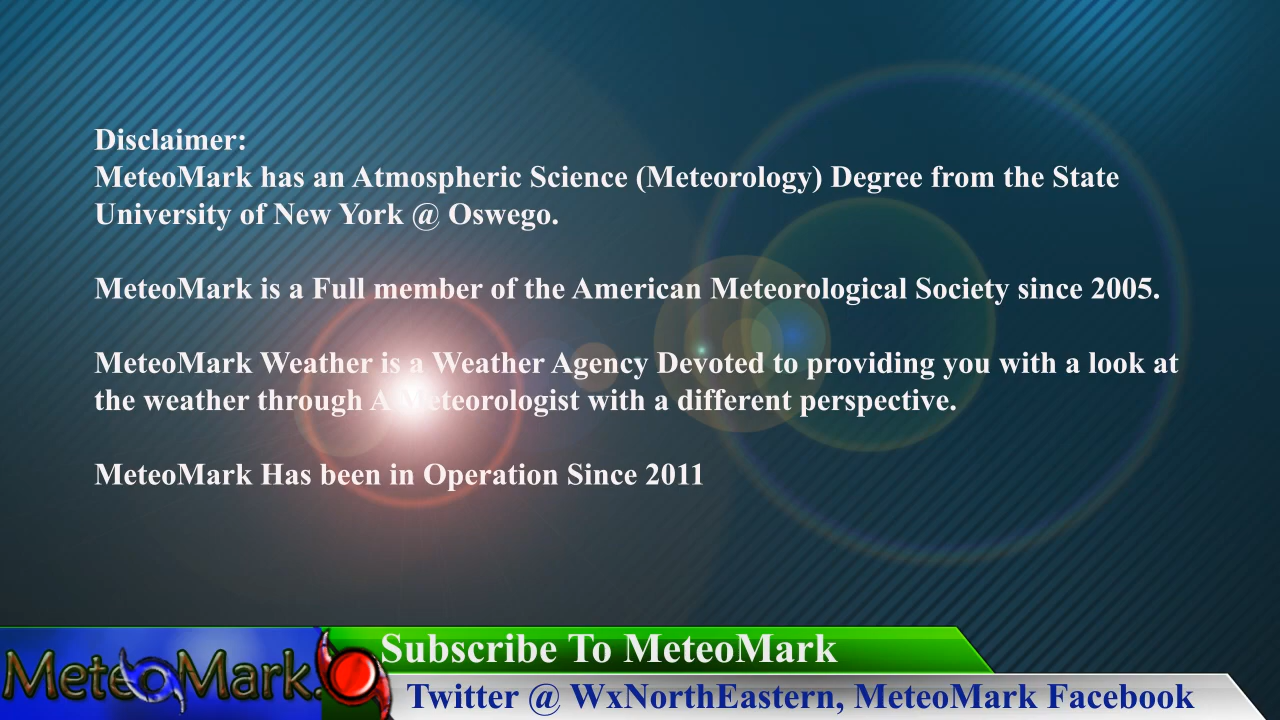 Disclaimer:
MeteoMark has an Atmospheric Science (Meteorology) Degree from the State
University of New York @ Oswego.
MeteoMark is a Full member of the American Meteorological Society since 2005.
MeteoMark Weather is a Weather Agency Devoted to providing you with a look at
the weather through A Meteorologist with a different perspective.
MeteoMark Has been in Operation Since 2011
Subscribe To MeteoMark
MeteoMark.
Twitter @ WxNorthEastern, MeteoMark Facebook